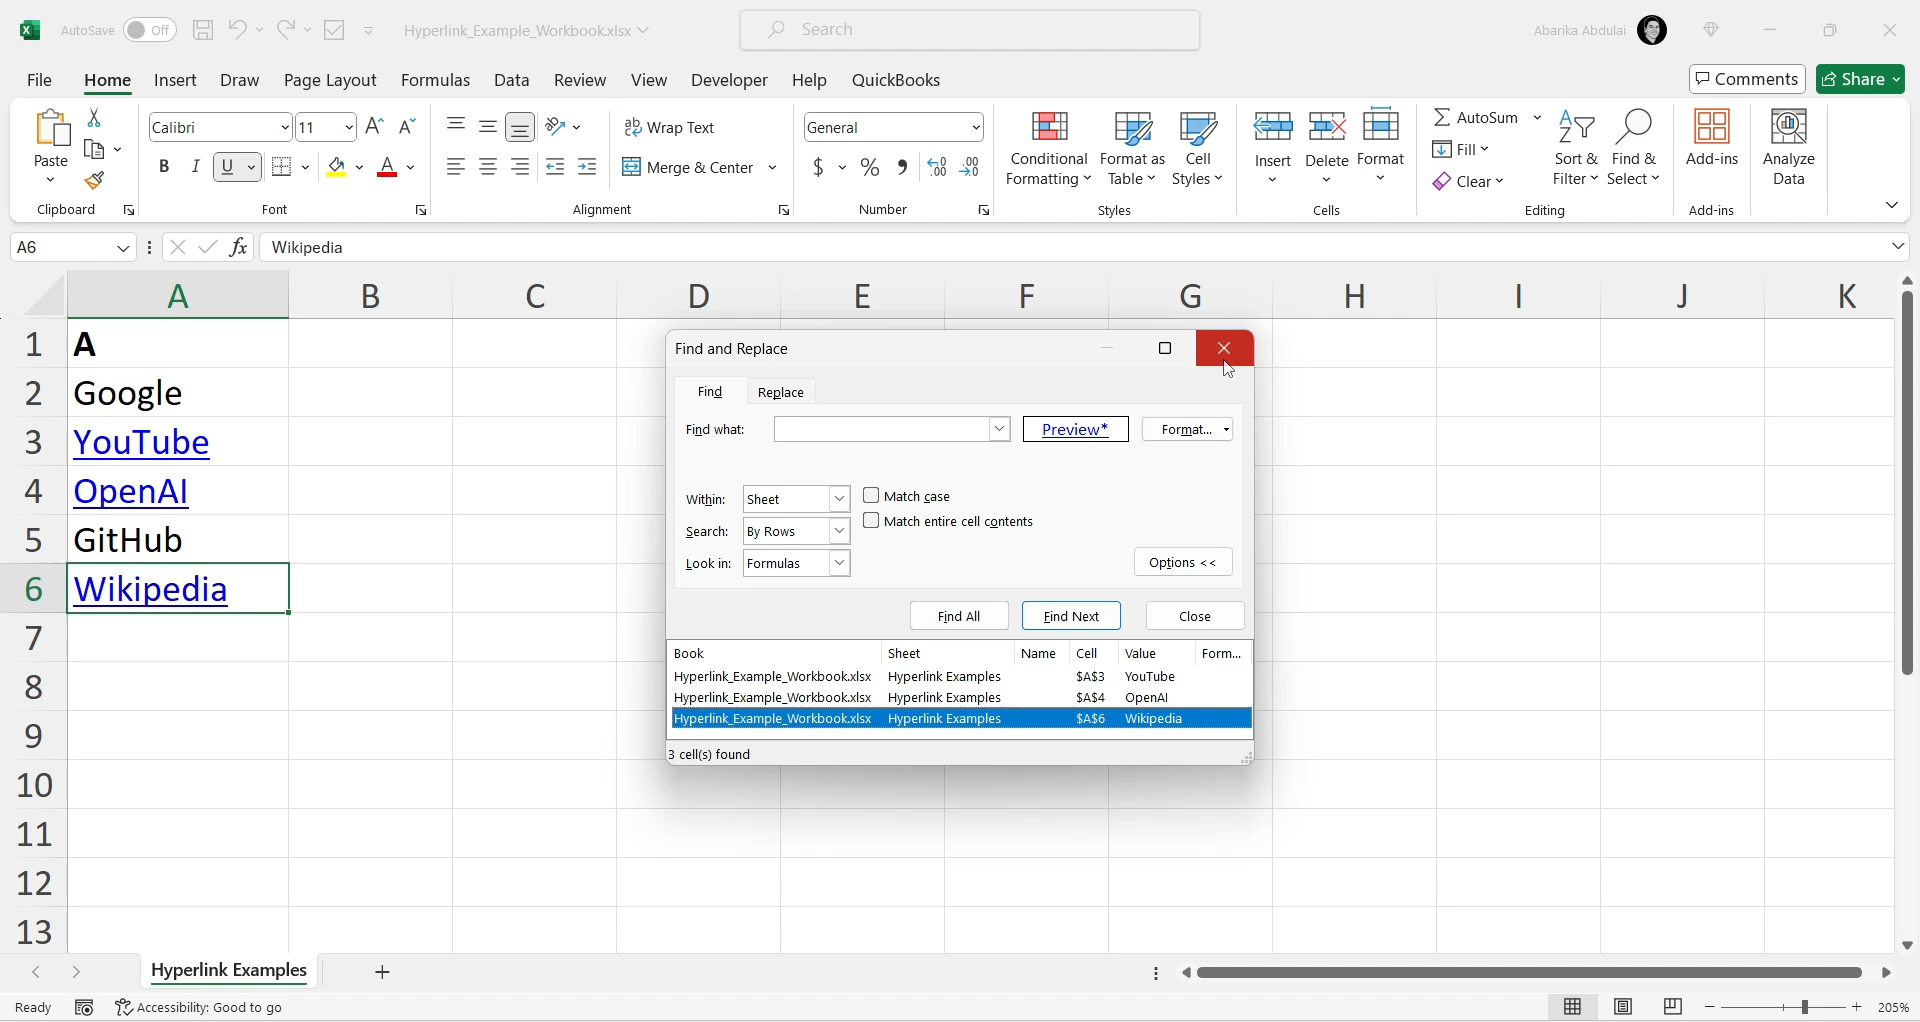 AutoSave Off Hyperlink_Example_Workbook.xlsx Search Abarika Abdulai
File Home Insert Draw Page Layout Formulas Data Review View Developer Help QuickBooks Comments Share
Calibri 11 Wrap Text General AutoSum
Paste Conditional Formatting Format as Table Cell Styles Insert Delete Format Fill Sort & Filter Find & Select Add-ins Analyze Data
B I U A Merge & Center $ % Clear
Clipboard Font Alignment Number Styles Cells Editing Add-ins
A6 fx Wikipedia
A B C D E F G H I J K
1 A
2 Google
3 YouTube
4 OpenAI
5 GitHub
6 Wikipedia
7
8
9
10
11
12
13
Find and Replace
Find Replace
Find what: Preview* Format...
Within: Sheet Match case
Match entire cell contents
Search: By Rows
Look in: Formulas Options <<
Find All Find Next Close
Book Sheet Name Cell Value Form...
Hyperlink_Example_Workbook.xlsx Hyperlink Examples $A$3 YouTube
Hyperlink_Example_Workbook.xlsx Hyperlink Examples $A$4 OpenAI
Hyperlink_Example_Workbook.xlsx Hyperlink Examples $A$6 Wikipedia
3 cell(s) found
Hyperlink Examples
Ready Accessibility: Good to go 205%